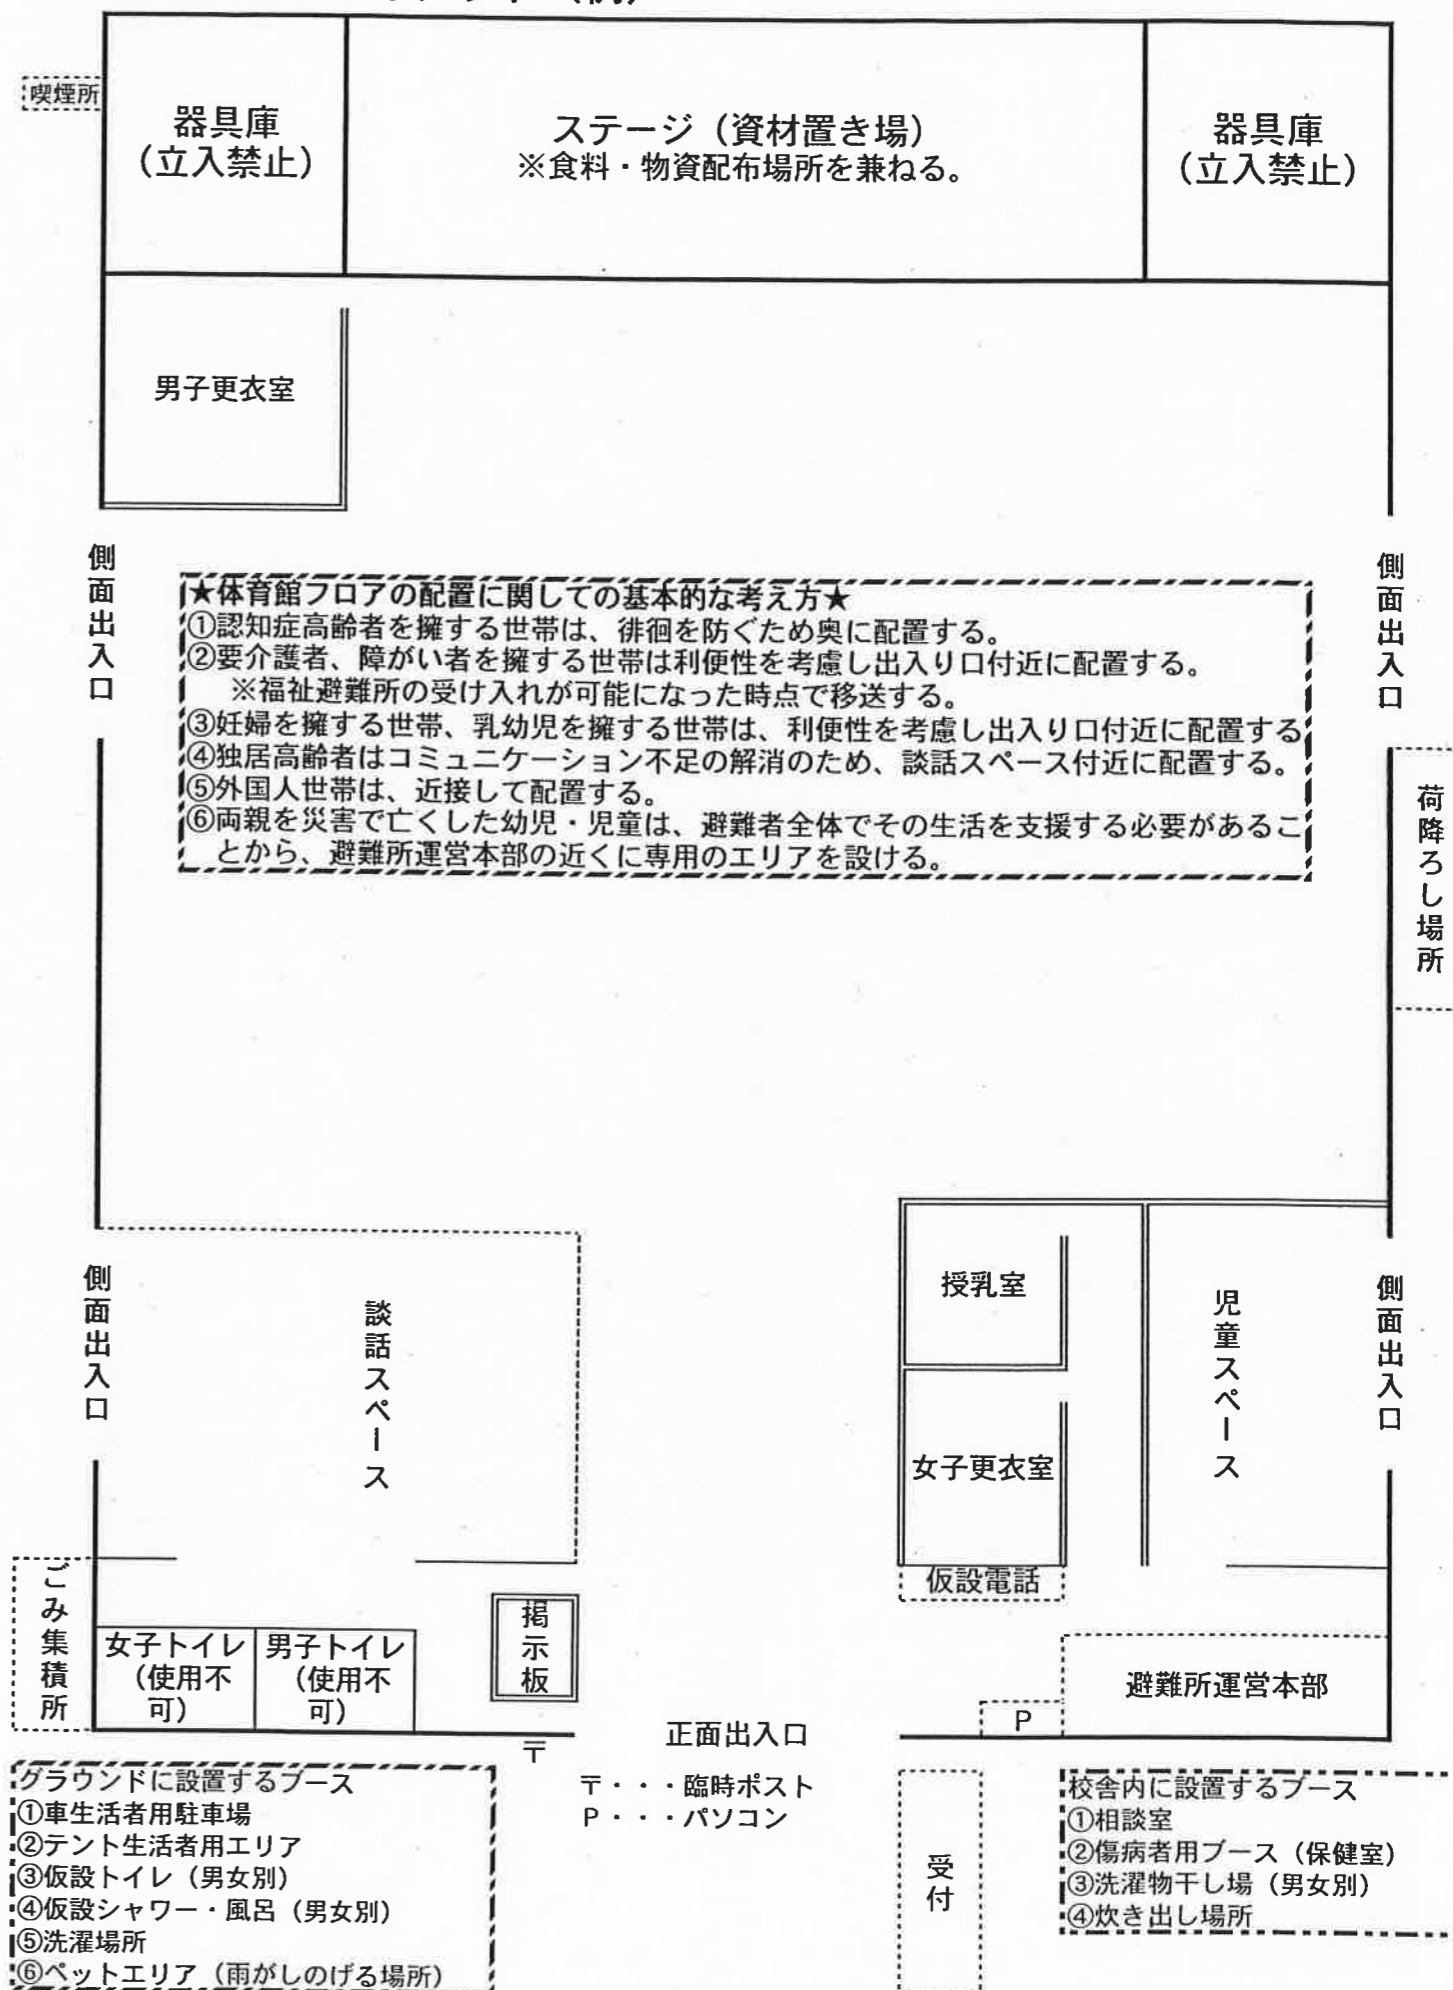 (例)
喫煙所
器具庫
(立入禁止)
ステージ(資材置き場)
※食料・物資配布場所を兼ねる。
器具庫
(立入禁止)
男子更衣室
側面出入口
側面出入口
★体育館フロアの配置に関しての基本的な考え方★
①認知症高齢者を擁する世帯は、徘徊を防ぐため奥に配置する。
②要介護者、障がい者を擁する世帯は利便性を考慮し出入り口付近に配置する。
※福祉避難所の受け入れが可能になった時点で移送する。
③妊婦を擁する世帯、乳幼児を擁する世帯は、利便性を考慮し出入り口付近に配置する
④独居高齢者はコミュニケーション不足の解消のため、談話スペース付近に配置する。
⑤外国人世帯は、近接して配置する。
⑥両親を災害で亡くした幼児・児童は、避難者全体でその生活を支援する必要があるこ
とから、避難所運営本部の近くに専用のエリアを設ける。
荷降ろし場所
側面出入口
談話スペース
授乳室
児童スペース
側面出入口
女子更衣室
仮設電話
ごみ集積所
女子トイレ
(使用不
可)
男子トイレ
(使用不
可)
掲示板
避難所運営本部
P
正面出入口
〒
〒・・・臨時ポスト
P・・・パソコン
グラウンドに設置するブース
①車生活者用駐車場
②テント生活者用エリア
③仮設トイレ(男女別)
④仮設シャワー・風呂(男女別)
⑤洗濯場所
⑥ペットエリア(雨がしのげる場所)
受付
校舎内に設置するブース
①相談室
②傷病者用ブース(保健室)
③洗濯物干し場(男女別)
④炊き出し場所